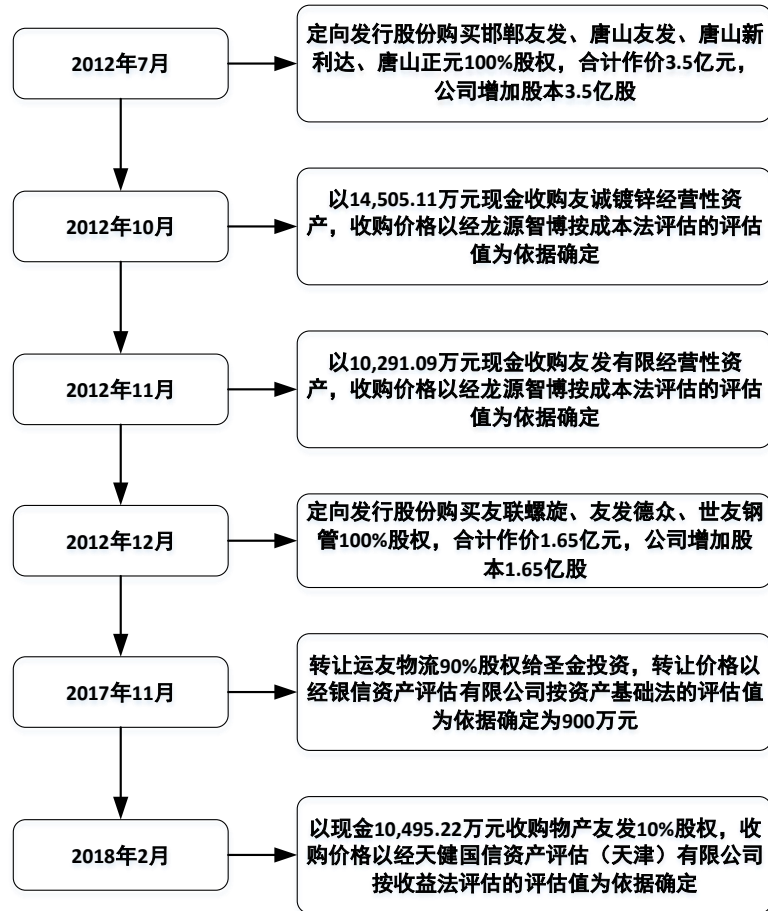 2012年7月
定向发行股份购买邯郸友发、唐山友发、唐山新
利达、唐山正元100%股权，合计作价3.5亿元，
公司增加股本3.5亿股
2012年10月
以14,505.11万元现金收购友诚镀锌经营性资
产，收购价格以经龙源智博按成本法评估的评估
值为依据确定
2012年11月
以10,291.09万元现金收购友发有限经营性资
产，收购价格以经龙源智博按成本法评估的评估
值为依据确定
2012年12月
定向发行股份购买友联螺旋、友发德众、世友钢
管100%股权，合计作价1.65亿元，公司增加股
本1.65亿股
2017年11月
转让运友物流90%股权给圣金投资，转让价格以
经银信资产评估有限公司按资产基础法的评估值
为依据确定为900万元
2018年2月
以现金10,495.22万元收购物产友发10%股权，收
购价格以经天健国信资产评估（天津）有限公司
按收益法评估的评估值为依据确定